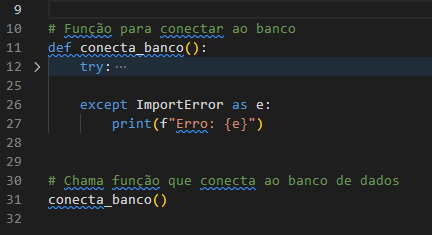 9
10 # Função para conectar ao banco
11 def conecta_banco():
12 > try: ...
25
26 except ImportError as e:
27 print(f"Erro: {e}")
28
29
30 # Chama função que conecta ao banco de dados
31 conecta_banco()
32